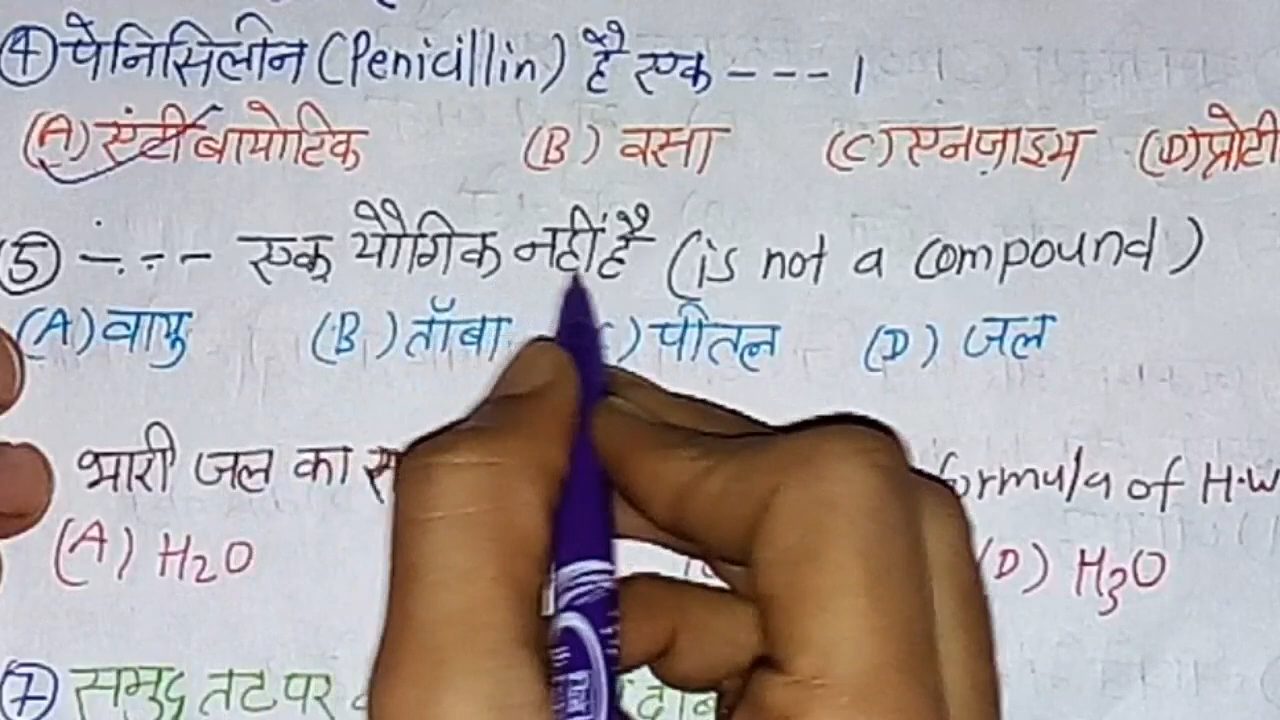 ④ पेनिसिलीन (Penicillin) है एक ---।
(A) एंटीबायोटिक (B) वसा (C) एनज़ाइम (D) प्रोटी
⑤ ---- एक यौगिक नहीं है (is not a compound)
(A) वायु (B) ताँबा ) पीतल (D) जल
भारी जल का formula of H.W
(A) H2O (D) H3O
⑦ समुद्र तट पर